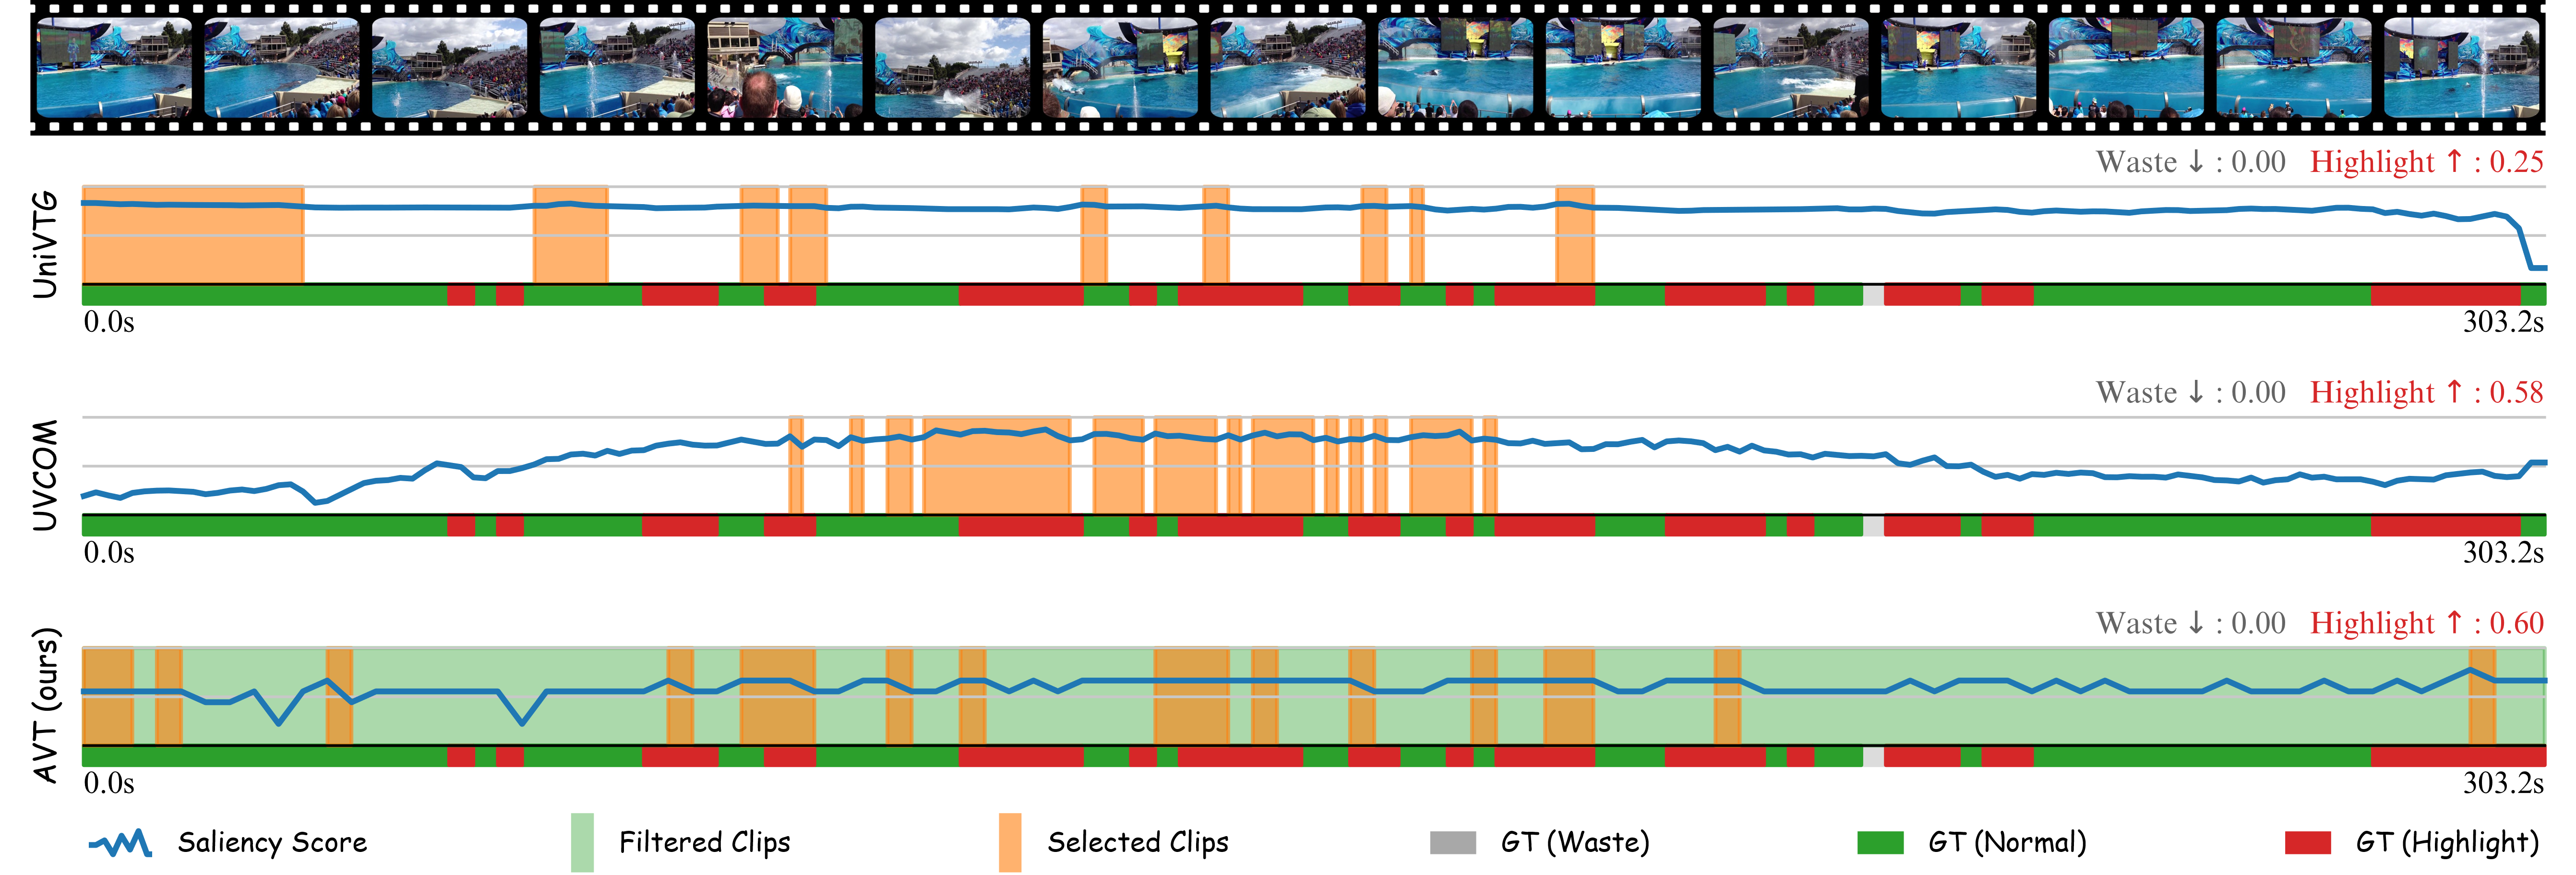 Waste ↓ : 0.00 Highlight ↑ : 0.25
UniVTG
0.0s 303.2s
Waste ↓ : 0.00 Highlight ↑ : 0.58
UVCOM
0.0s 303.2s
Waste ↓ : 0.00 Highlight ↑ : 0.60
AVT (ours)
0.0s 303.2s
Saliency Score Filtered Clips Selected Clips GT (Waste) GT (Normal) GT (Highlight)